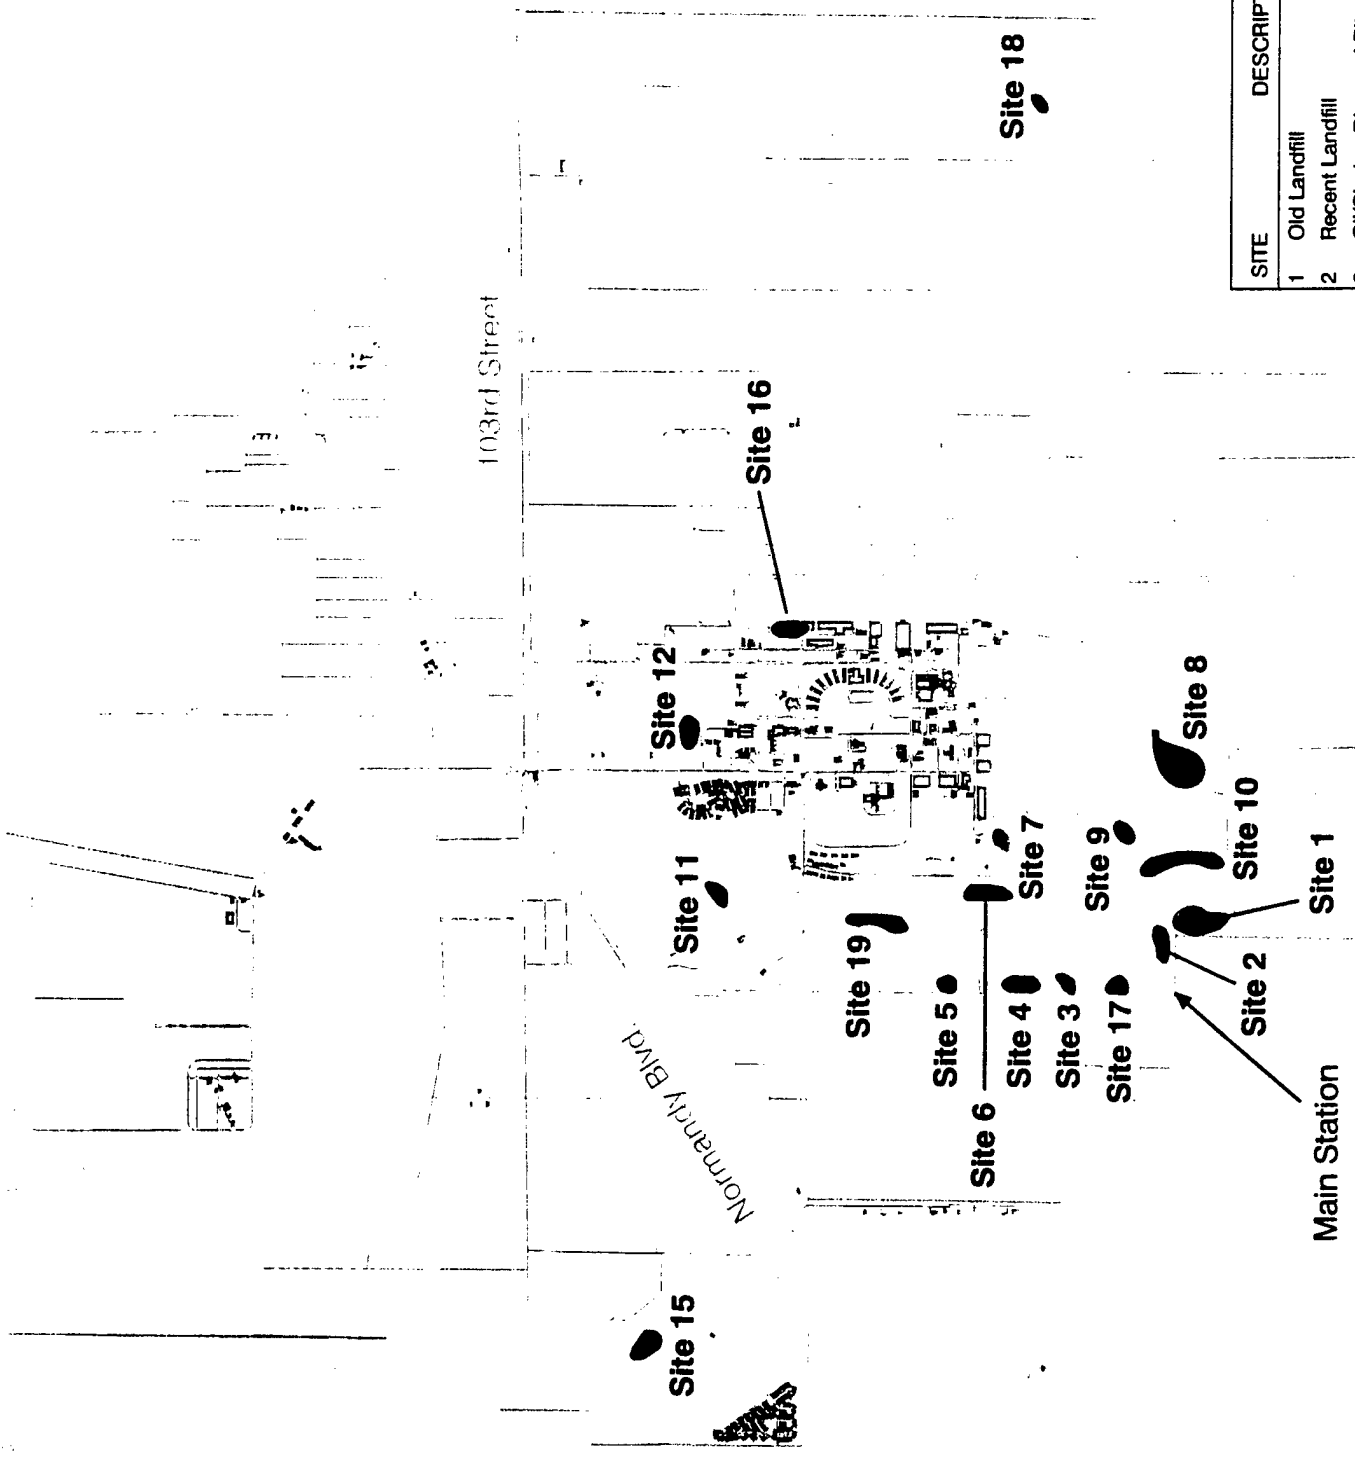 103rd Street
Normandy Blvd.
Site 18
Site 16
Site 12
Site 8
Site 11
Site 7
Site 9
Site 10
Site 19
Site 1
Site 5
Site 4
Site 3
Site 17
Site 2
Site 6
Main Station
Site 15
SITE
1 Old Landfill
2 Recent Landfill